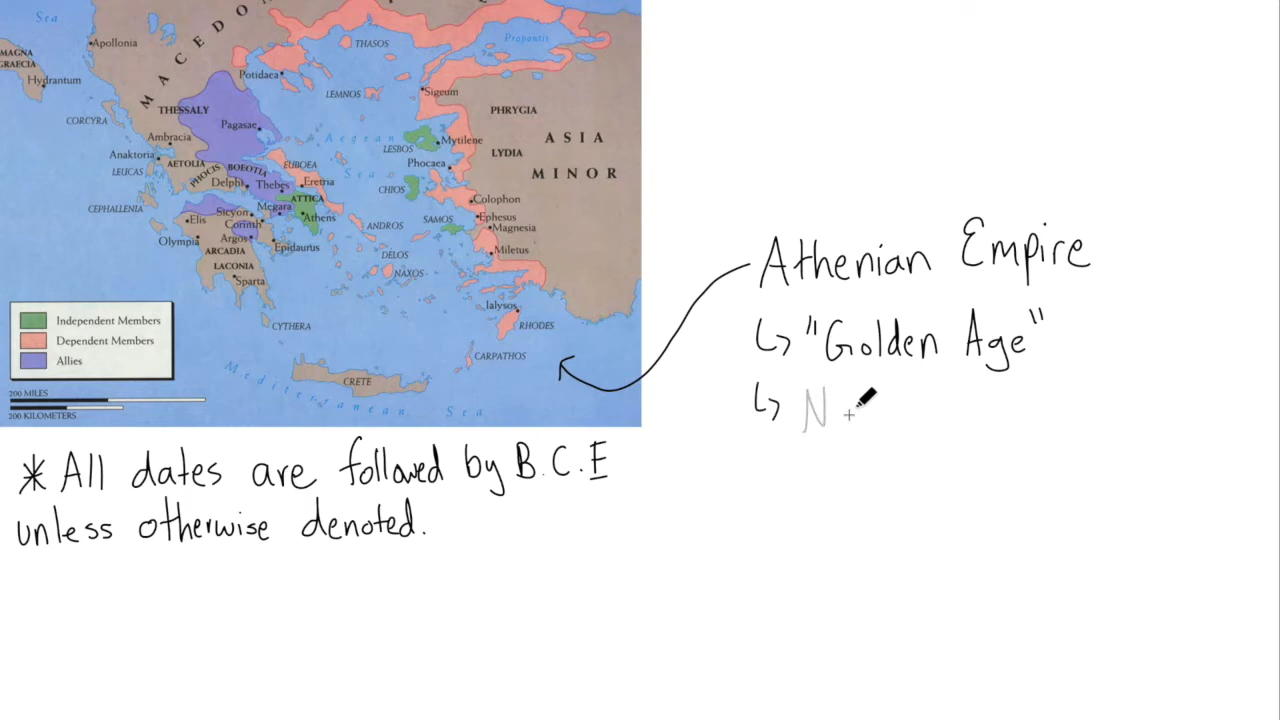 Sea
MACEDO
Propontis
Apollonia
THASOS
MAGNA
GRAECIA
Hydrantum
Potidaea
LEMNOS
Sigeum
THESSALY
PHRYGIA
CORCYRA
Pagasae
ASIA
Ambracia
Aegean
Mytilene
LESBOS
LYDIA
Anaktoria
AETOLIA
PHOCIS
BOEOTIA
EUBOEA
Sea
Phocaea
MINOR
LEUCAS
Delphi
Thebes
Eretria
CHIOS
ATTICA
Colophon
CEPHALLENIA
Elis
Sicyon
Megara
Athens
SAMOS
Ephesus
Corinth
ANDROS
Magnesia
Olympia
Argos
Epidaurus
ARCADIA
DELOS
Miletus
LACONIA
NAXOS
Sparta
Ialysos
RHODES
CYTHERA
CARPATHOS
CRETE
Mediterranean Sea
Independent Members
Dependent Members
Allies
200 MILES
200 KILOMETERS
Athenian Empire
↳ "Golden Age"
↳ N
* All dates are followed by B.C.E
unless otherwise denoted.